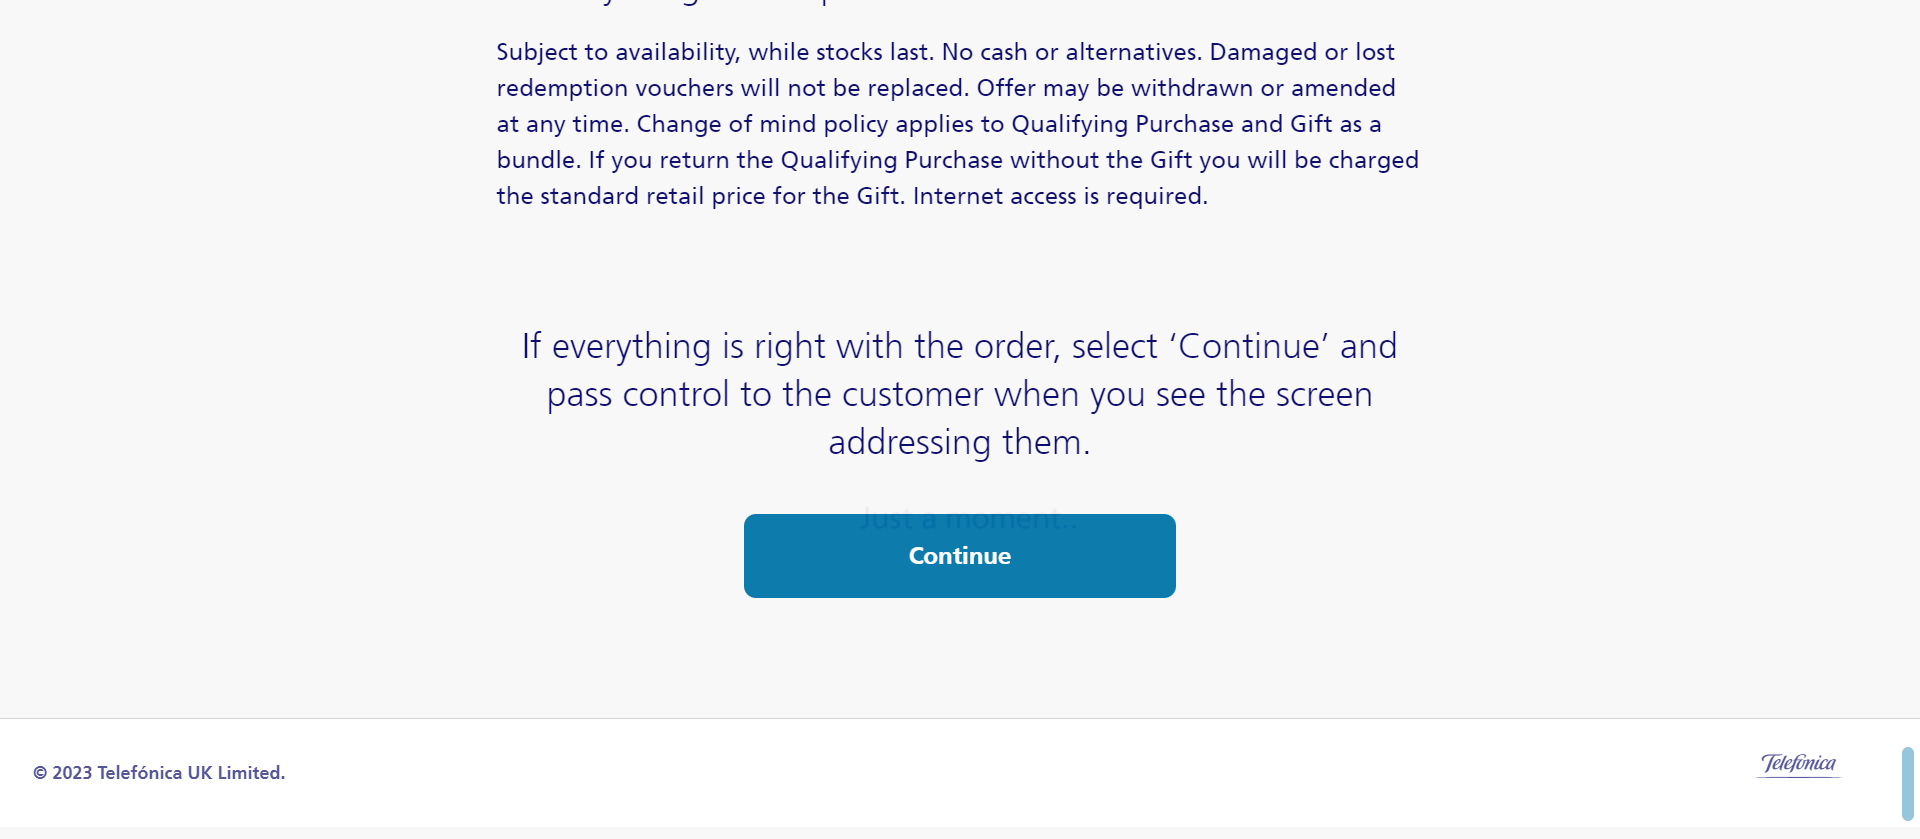 Subject to availability, while stocks last. No cash or alternatives. Damaged or lost
redemption vouchers will not be replaced. Offer may be withdrawn or amended
at any time. Change of mind policy applies to Qualifying Purchase and Gift as a
bundle. If you return the Qualifying Purchase without the Gift you will be charged
the standard retail price for the Gift. Internet access is required.
If everything is right with the order, select ‘Continue’ and
pass control to the customer when you see the screen
addressing them.
Just a moment..
Continue
© 2023 Telefónica UK Limited.
Telefónica